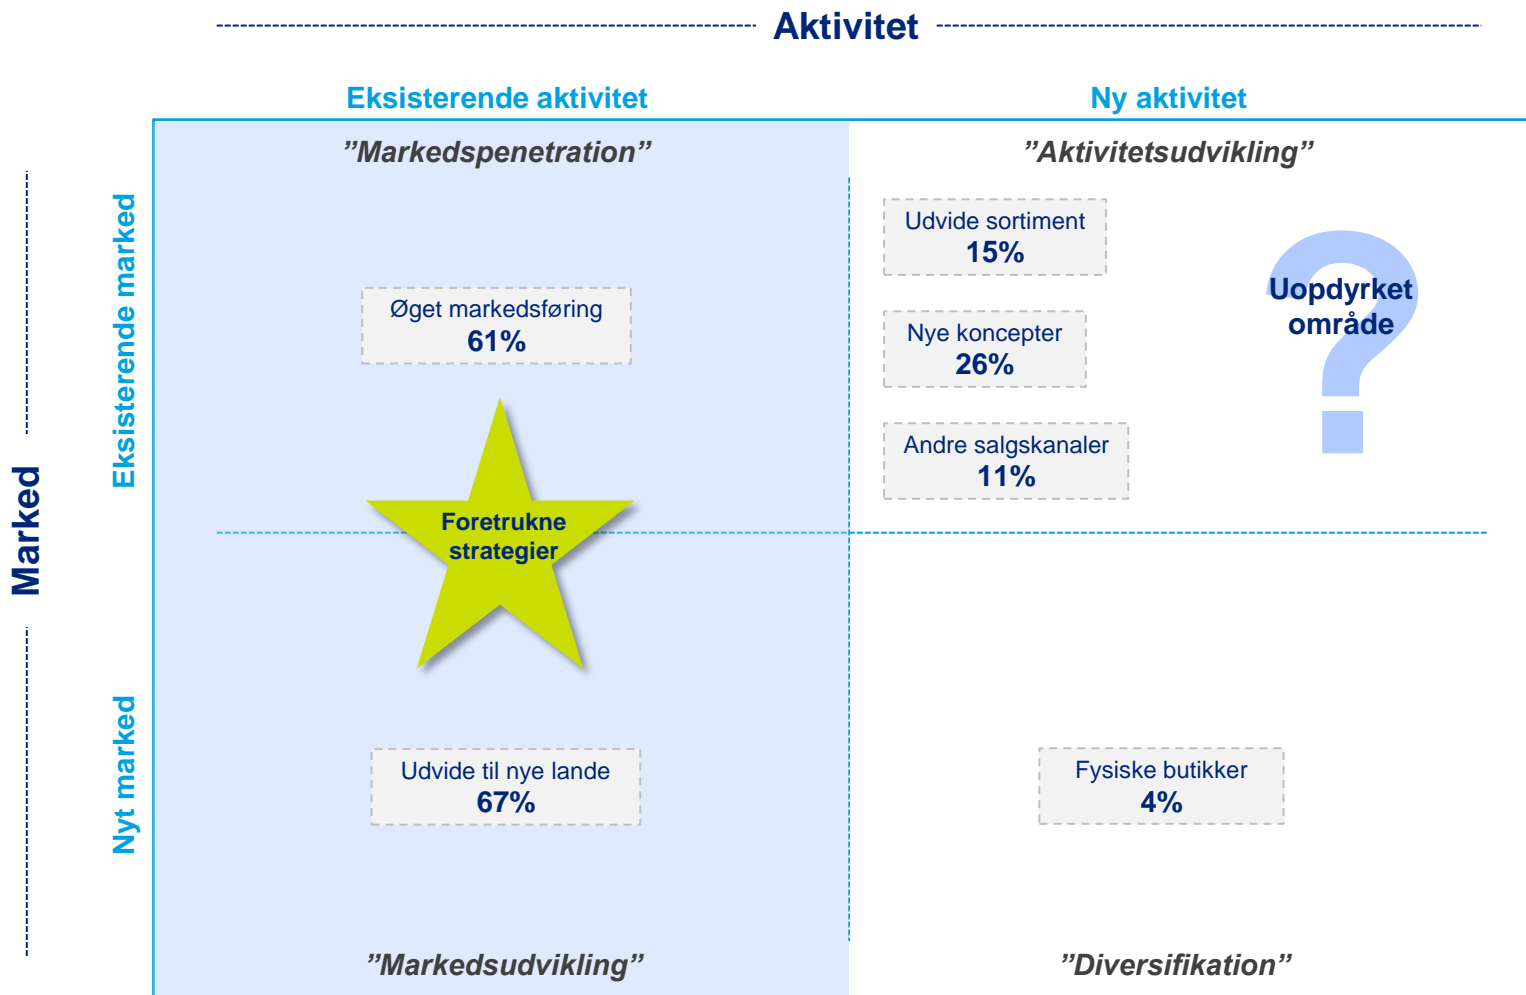 Aktivitet
Eksisterende aktivitet
Ny aktivitet
Marked
Eksisterende marked
Nyt marked
”Markedspenetration”
”Aktivitetsudvikling”
Øget markedsføring
61%
Udvide sortiment
15%
Nye koncepter
26%
Andre salgskanaler
11%
Uopdyrket
område
?
Foretrukne
strategier
Udvide til nye lande
67%
Fysiske butikker
4%
”Markedsudvikling”
”Diversifikation”